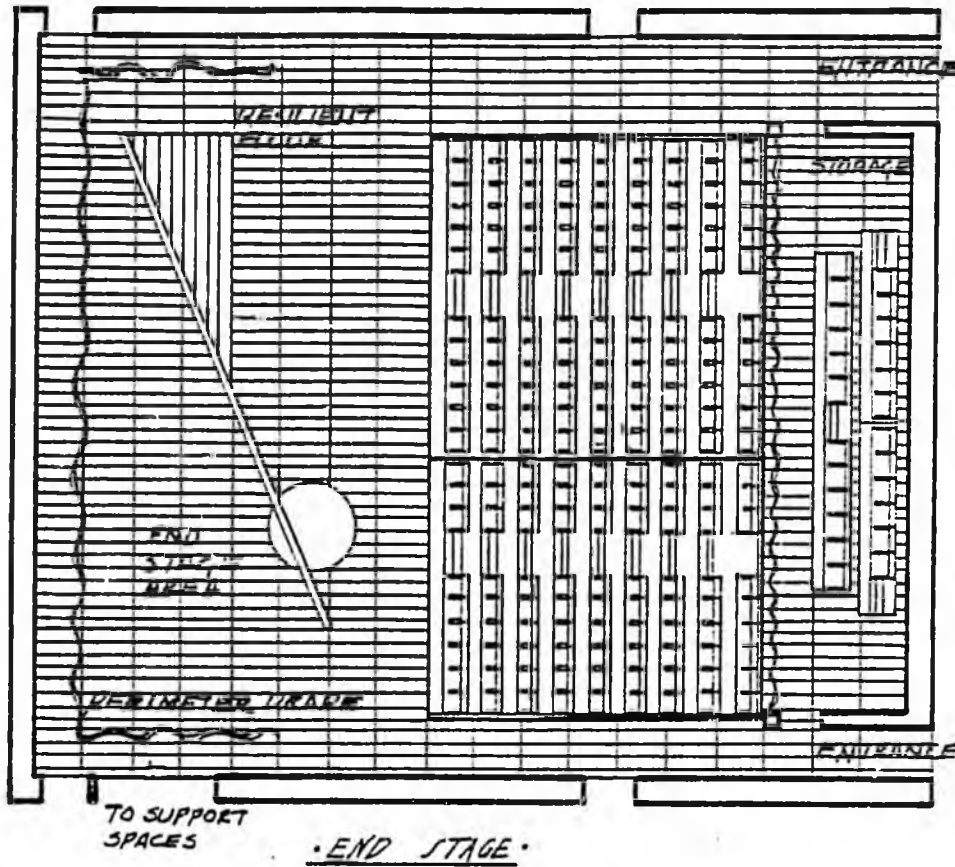 ENTRANCE
RESILIENT
FLOOR
STORAGE
END
STAGE
AREA
PERIMETER DRAPE
ENTRANCE
TO SUPPORT
SPACES
· END STAGE ·